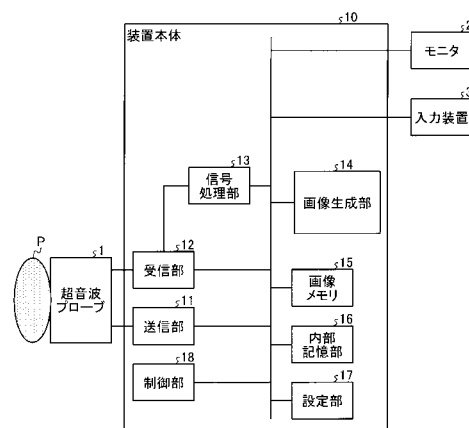 10
装置本体
2
モニタ
3
入力装置
13
信号
処理部
14
画像生成部
P
1
超音波
プローブ
12
受信部
15
画像
メモリ
11
送信部
16
内部
記憶部
18
制御部
17
設定部